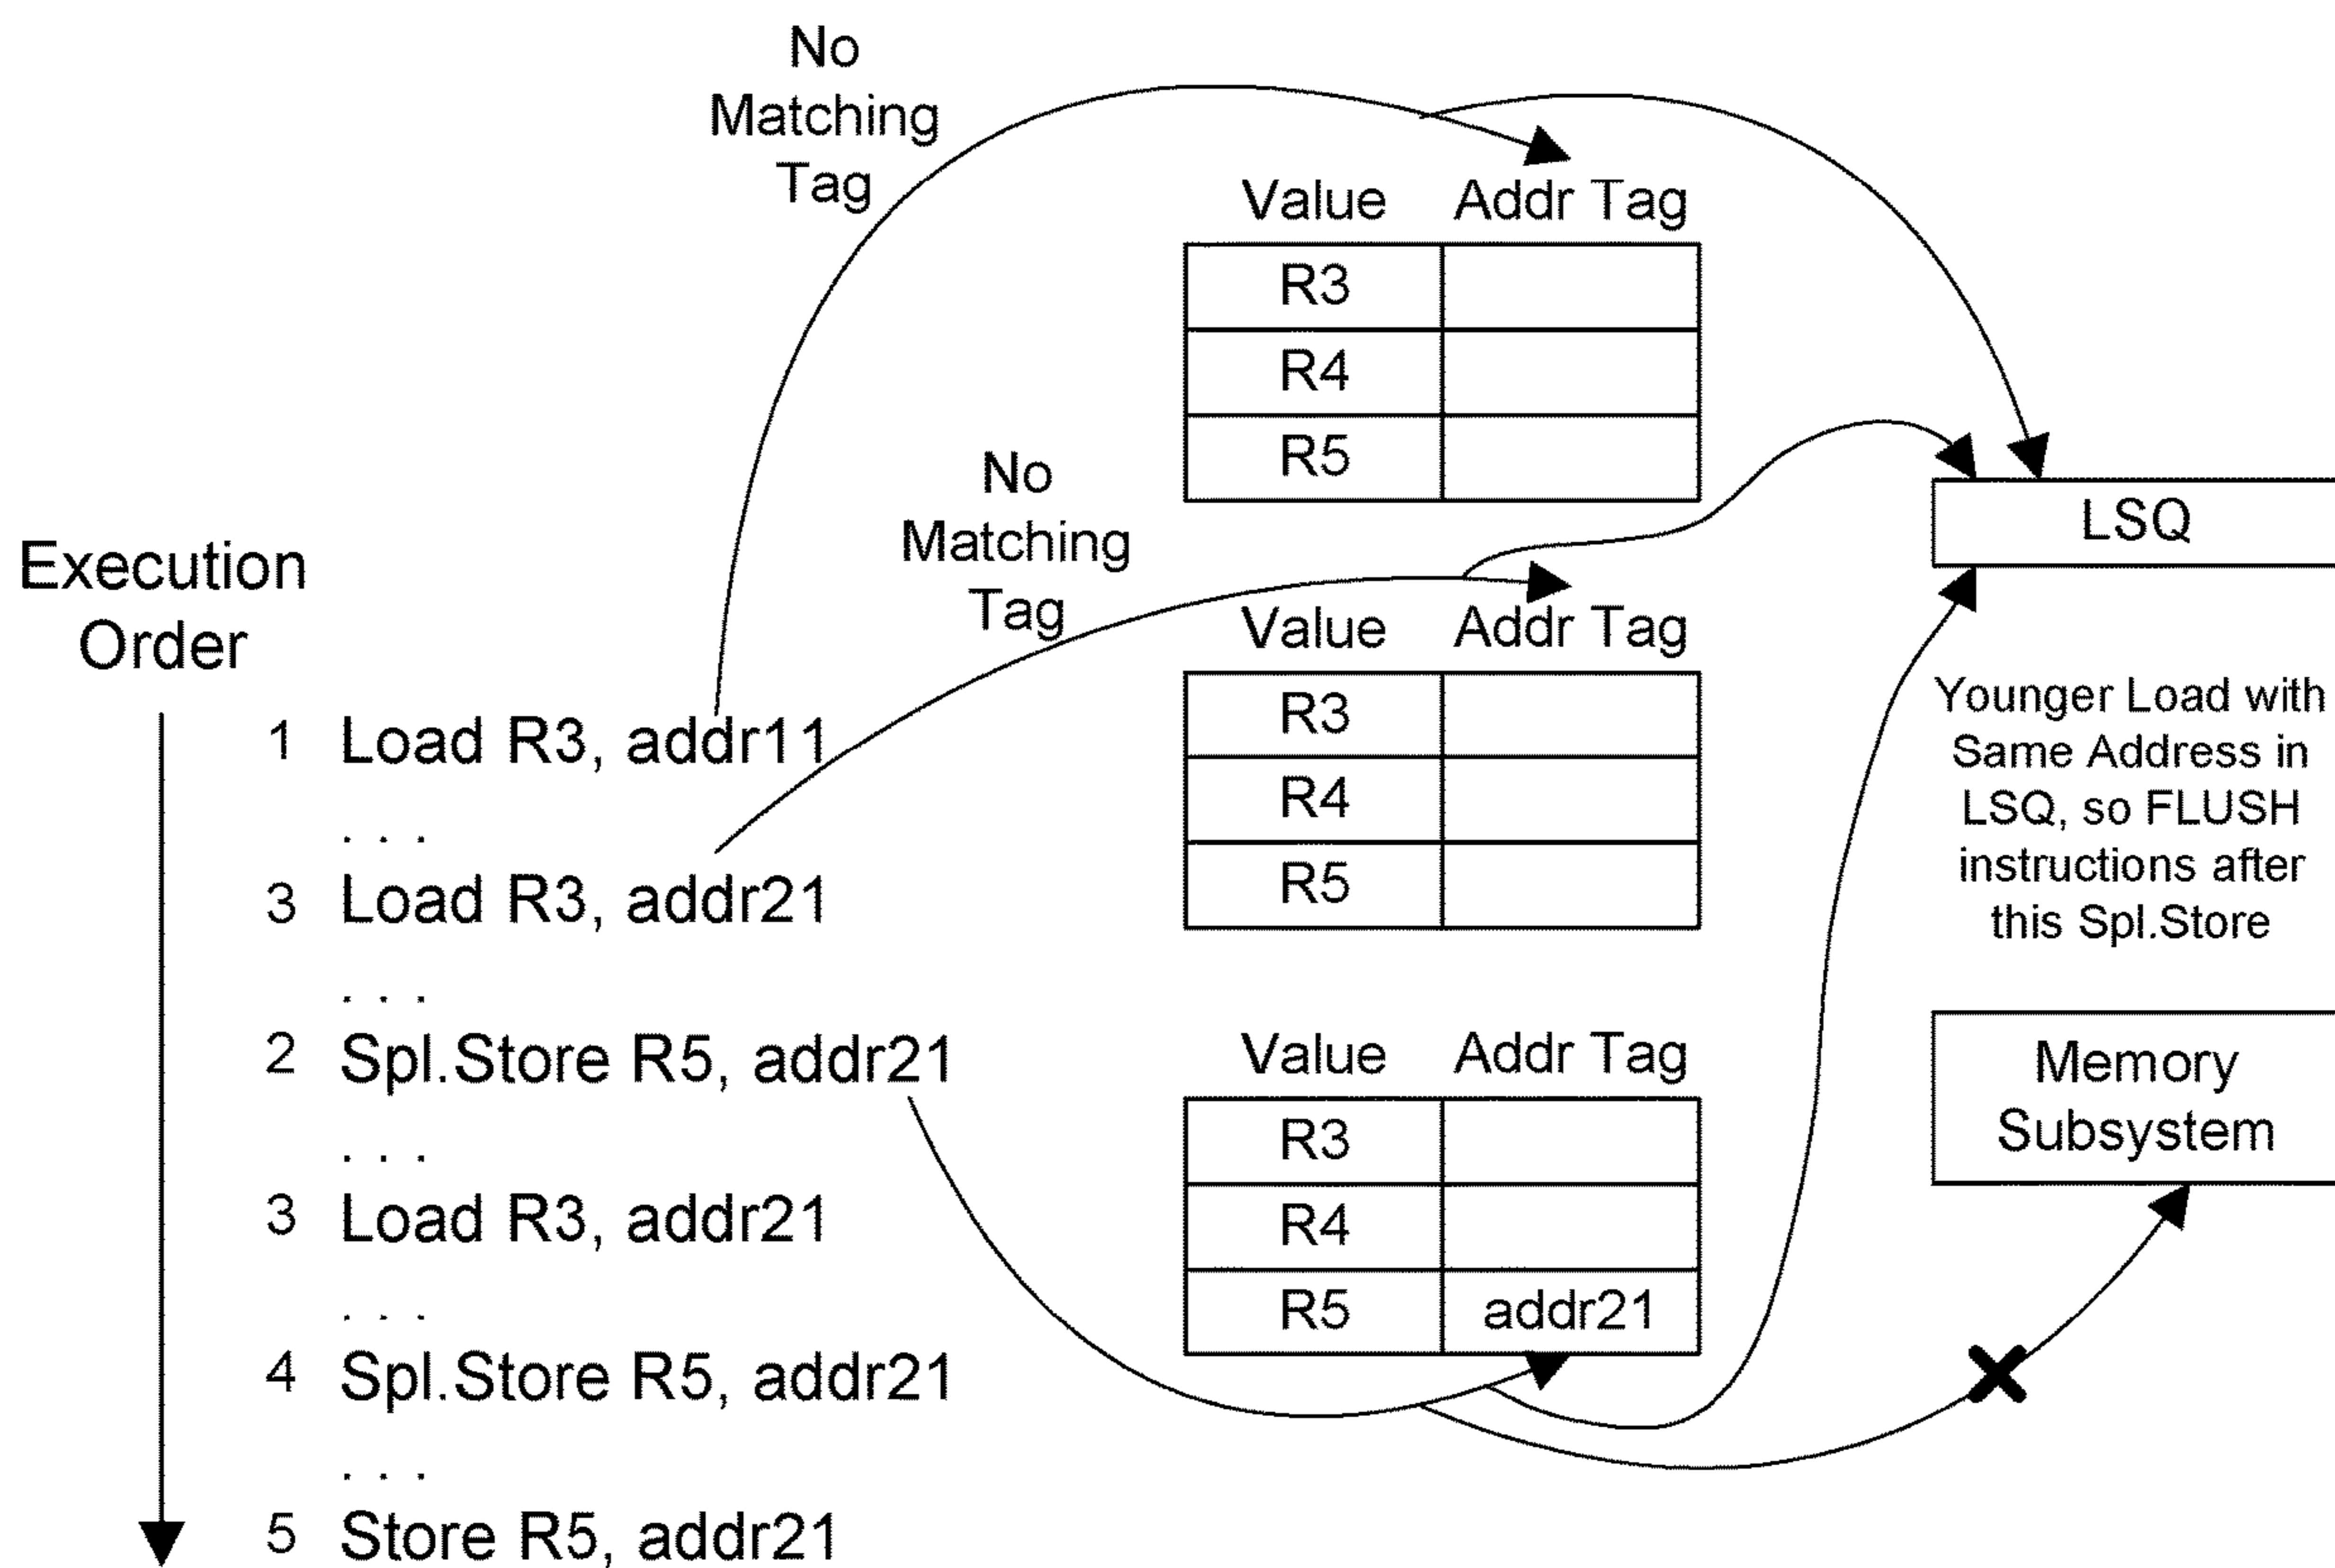 No
Matching
Tag
Value Addr Tag
R3
R4
R5
LSQ
No
Matching
Tag
Execution
Order
Value Addr Tag
R3
R4
R5
Younger Load with
Same Address in
LSQ, so FLUSH
instructions after
this Spl.Store
1 Load R3, addr11
. . .
3 Load R3, addr21
. . .
2 Spl.Store R5, addr21
. . .
3 Load R3, addr21
. . .
4 Spl.Store R5, addr21
. . .
5 Store R5, addr21
Value Addr Tag
R3
R4
R5 addr21
Memory
Subsystem